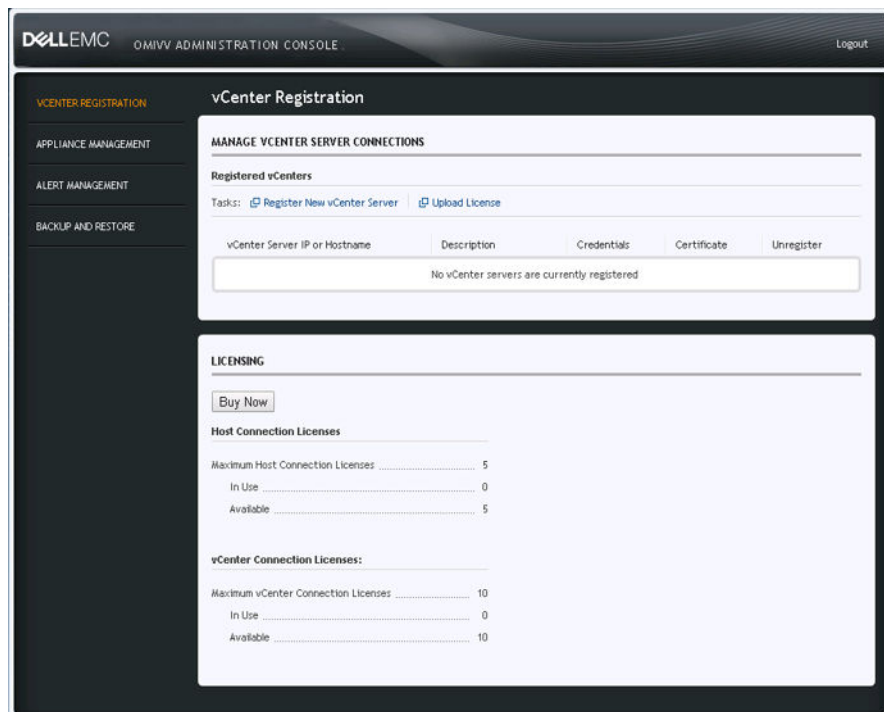 DELLEMC OMIVV ADMINISTRATION CONSOLE Logout
VCENTER REGISTRATION
APPLIANCE MANAGEMENT
ALERT MANAGEMENT
BACKUP AND RESTORE
vCenter Registration
MANAGE VCENTER SERVER CONNECTIONS
Registered vCenters
Tasks: Register New vCenter Server Upload License
vCenter Server IP or Hostname Description Credentials Certificate Unregister
No vCenter servers are currently registered
LICENSING
Buy Now
Host Connection Licenses
Maximum Host Connection Licenses 5
In Use 0
Available 5
vCenter Connection Licenses:
Maximum vCenter Connection Licenses 10
In Use 0
Available 10